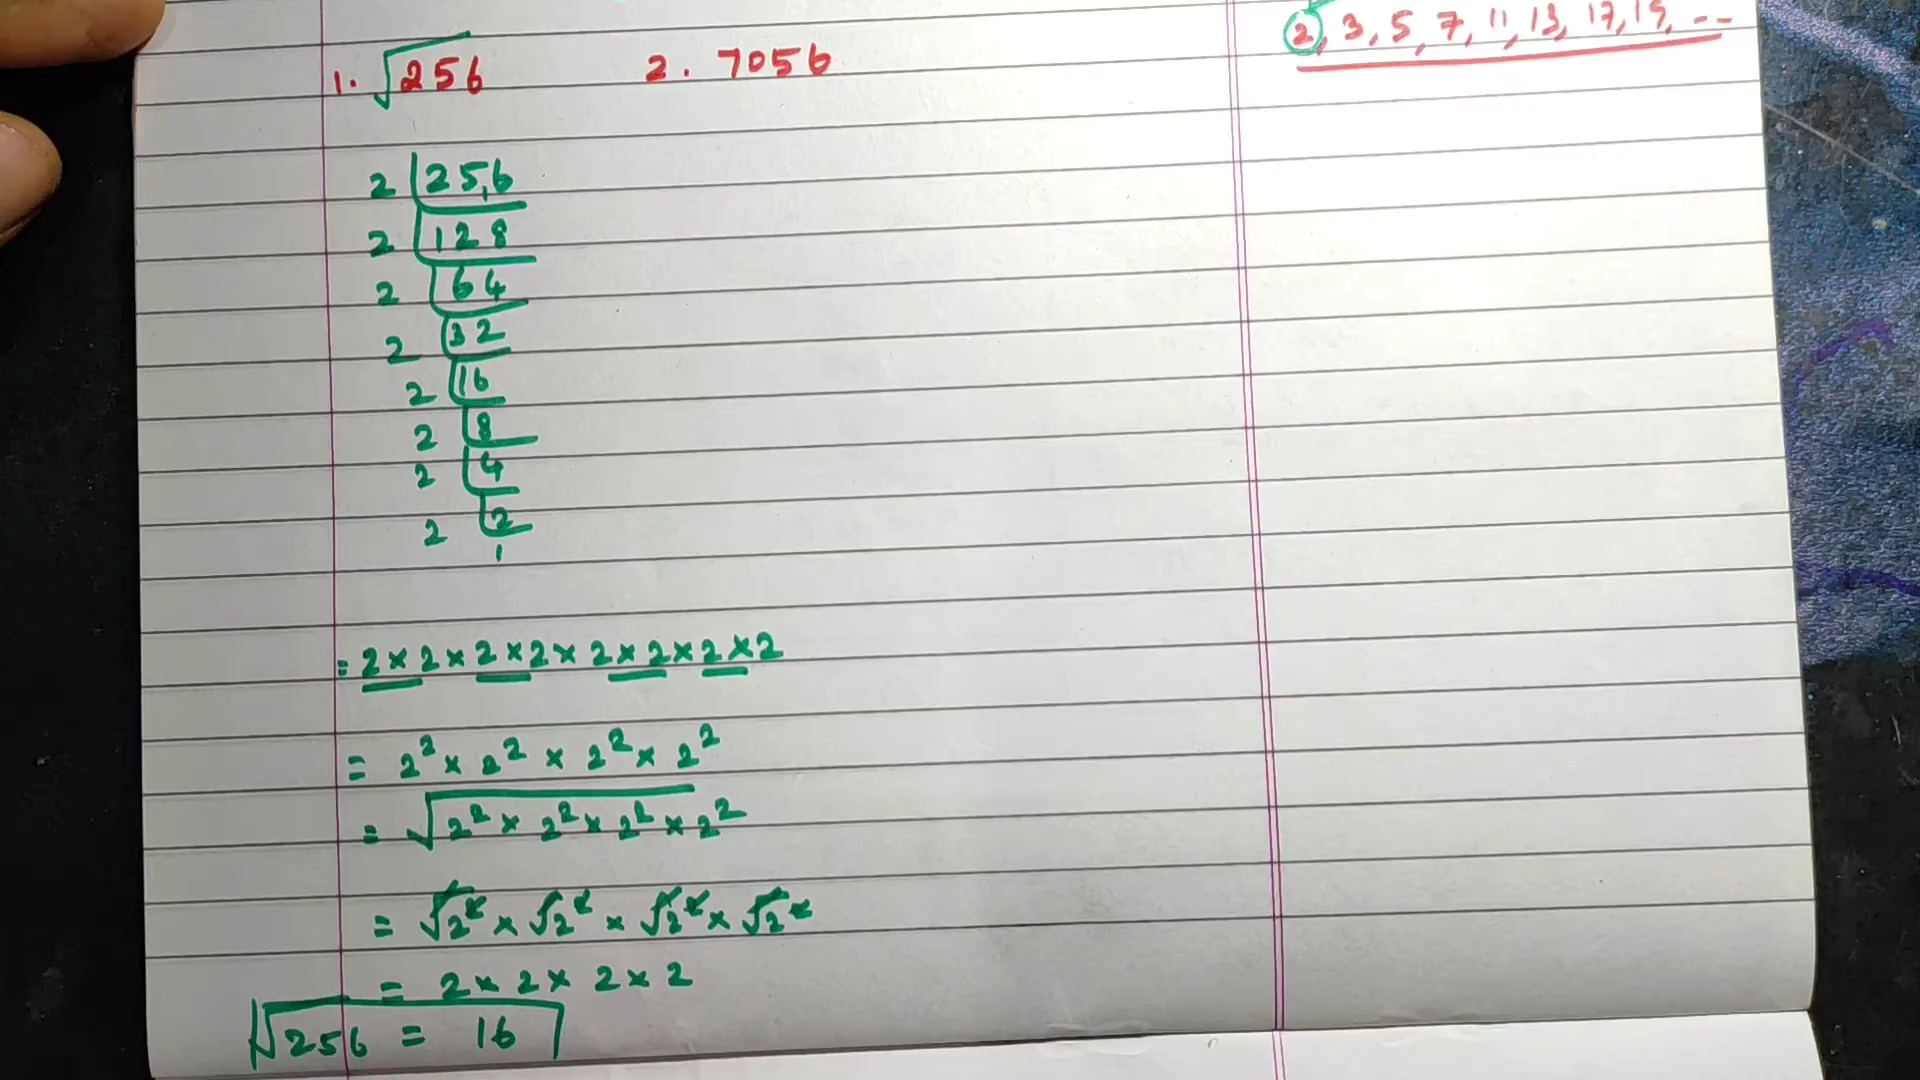 2, 3, 5, 7, 11, 13, 17, 19, ...
1. √256 2. 7056
2 256
2 128
2 64
2 32
2 16
2 8
2 4
2 2
1
= 2 × 2 × 2 × 2 × 2 × 2 × 2 × 2
= 2² × 2² × 2² × 2²
= √2² × 2² × 2² × 2²
= √2² × √2² × √2² × √2²
= 2 × 2 × 2 × 2
√256 = 16